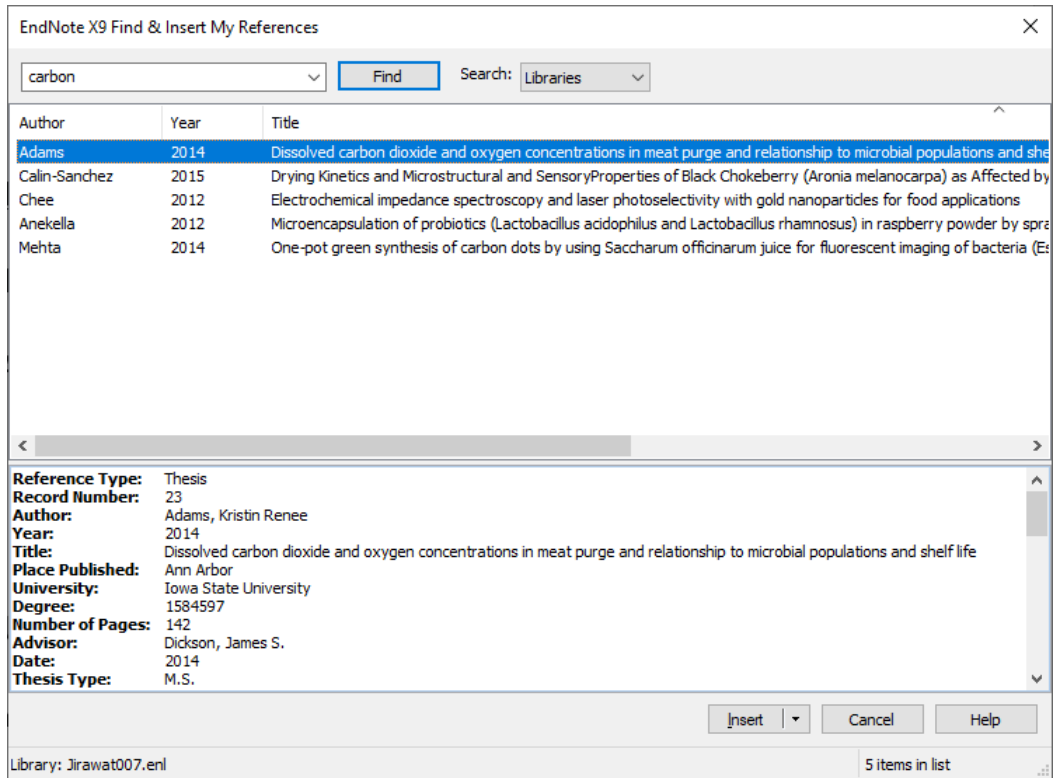 EndNote X9 Find & Insert My References
carbon Find Search: Libraries
Author Year Title
Adams 2014 Dissolved carbon dioxide and oxygen concentrations in meat purge and relationship to microbial populations and she
Calin-Sanchez 2015 Drying Kinetics and Microstructural and SensoryProperties of Black Chokeberry (Aronia melanocarpa) as Affected by
Chee 2012 Electrochemical impedance spectroscopy and laser photoselectivity with gold nanoparticles for food applications
Anekella 2012 Microencapsulation of probiotics (Lactobacillus acidophilus and Lactobacillus rhamnosus) in raspberry powder by spra
Mehta 2014 One-pot green synthesis of carbon dots by using Saccharum officinarum juice for fluorescent imaging of bacteria (Es
Reference Type: Thesis
Record Number: 23
Author: Adams, Kristin Renee
Year: 2014
Title: Dissolved carbon dioxide and oxygen concentrations in meat purge and relationship to microbial populations and shelf life
Place Published: Ann Arbor
University: Iowa State University
Degree: 1584597
Number of Pages: 142
Advisor: Dickson, James S.
Date: 2014
Thesis Type: M.S.
Insert Cancel Help
Library: Jirawat007.enl 5 items in list